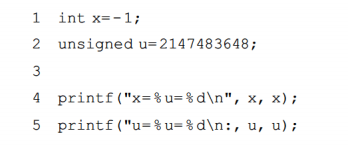 1 int x=-1;
2 unsigned u=2147483648;
3
4 printf("x=%u=%d\n", x, x);
5 printf("u=%u=%d\n:, u, u);